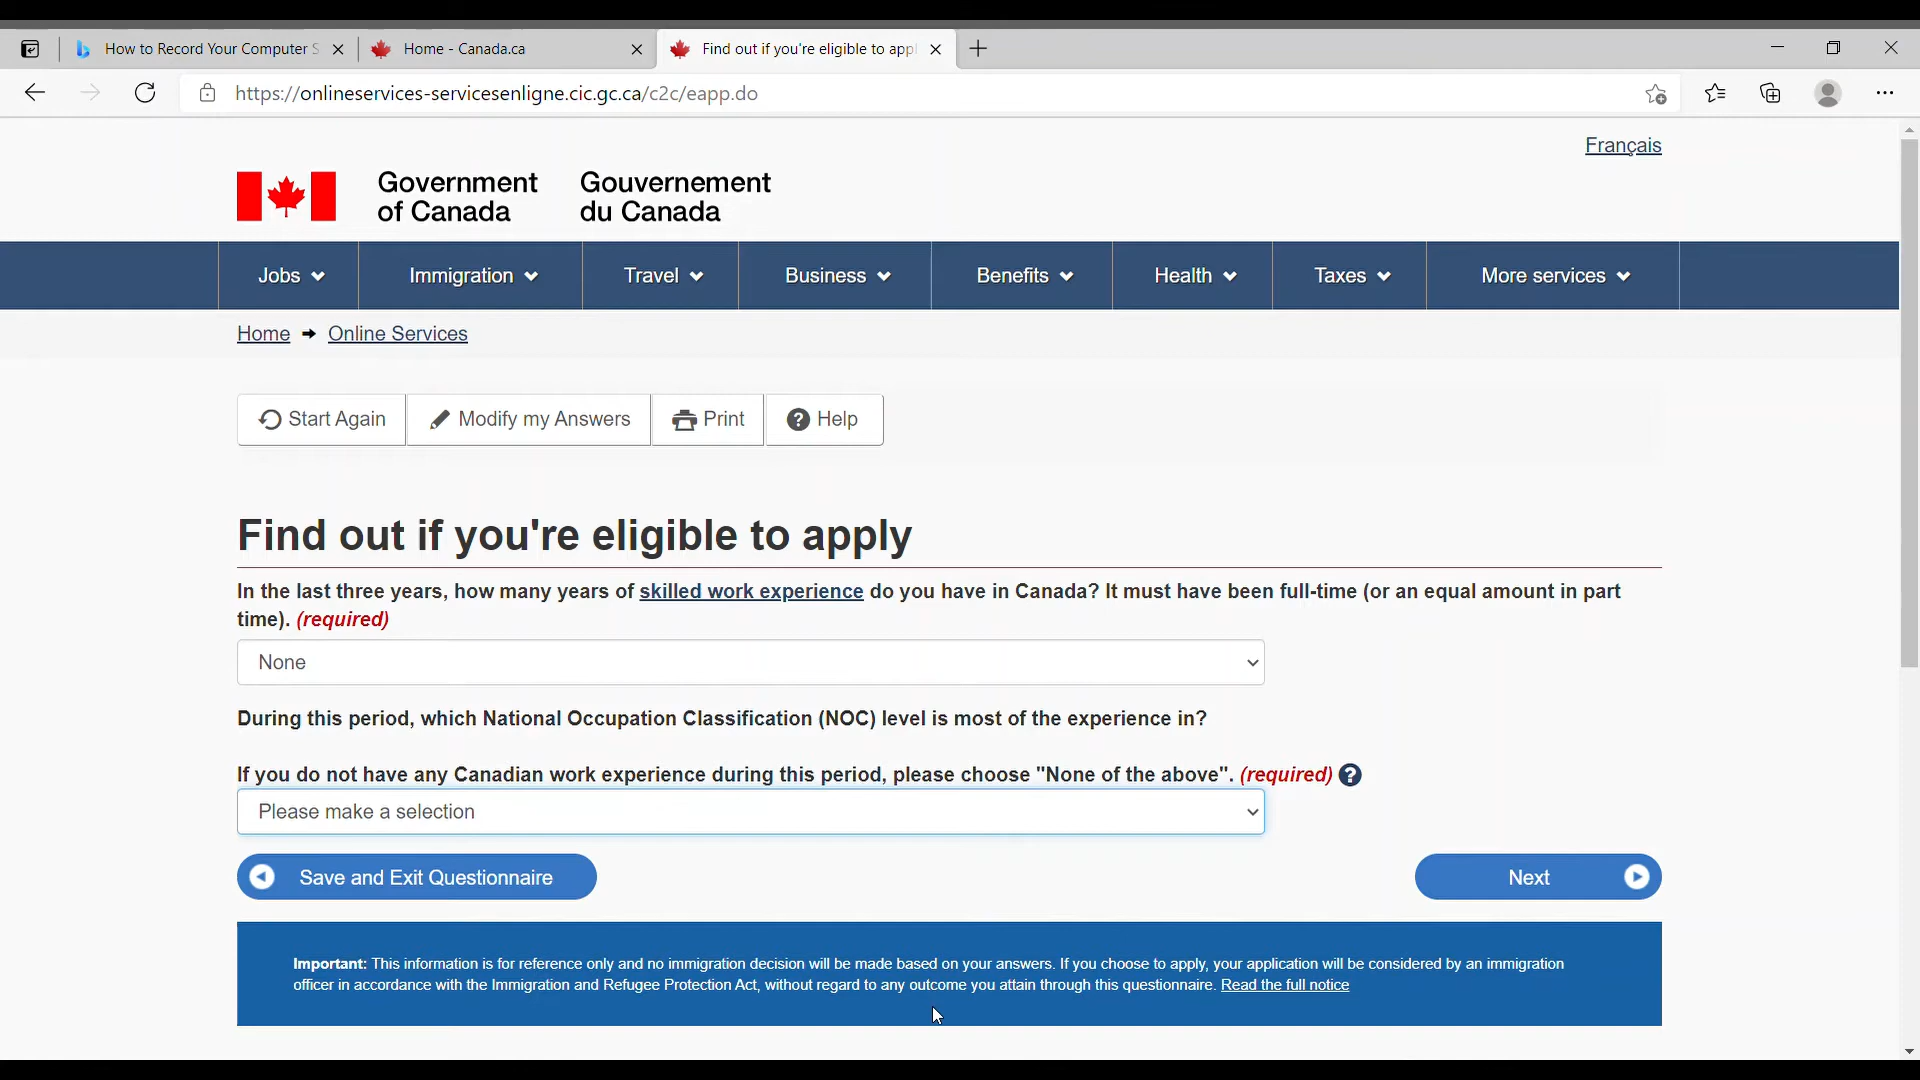 How to Record Your Computer S
Home - Canada.ca
Find out if you're eligible to appl
https://onlineservices-servicesenligne.cic.gc.ca/c2c/eapp.do
Français
Government of Canada
Gouvernement du Canada
Jobs Immigration Travel Business Benefits Health Taxes More services
Home → Online Services
Start Again Modify my Answers Print ? Help
Find out if you're eligible to apply
In the last three years, how many years of skilled work experience do you have in Canada? It must have been full-time (or an equal amount in part
time). (required)
None
During this period, which National Occupation Classification (NOC) level is most of the experience in?
If you do not have any Canadian work experience during this period, please choose "None of the above". (required) ?
Please make a selection
Save and Exit Questionnaire
Next
Important: This information is for reference only and no immigration decision will be made based on your answers. If you choose to apply, your application will be considered by an immigration
officer in accordance with the Immigration and Refugee Protection Act, without regard to any outcome you attain through this questionnaire. Read the full notice